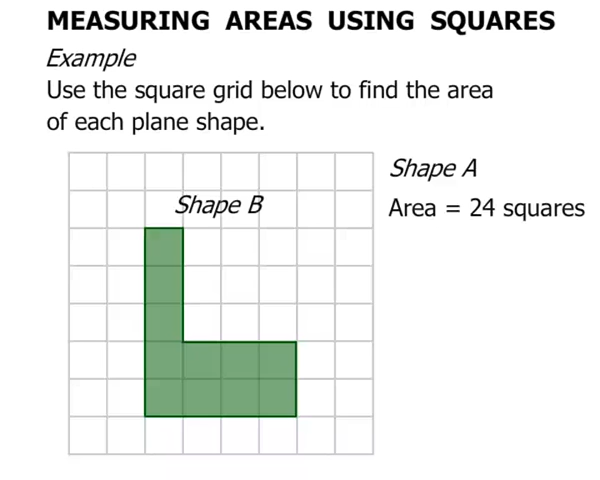 MEASURING AREAS USING SQUARES
Example
Use the square grid below to find the area
of each plane shape.
Shape A
Area = 24 squares
Shape B